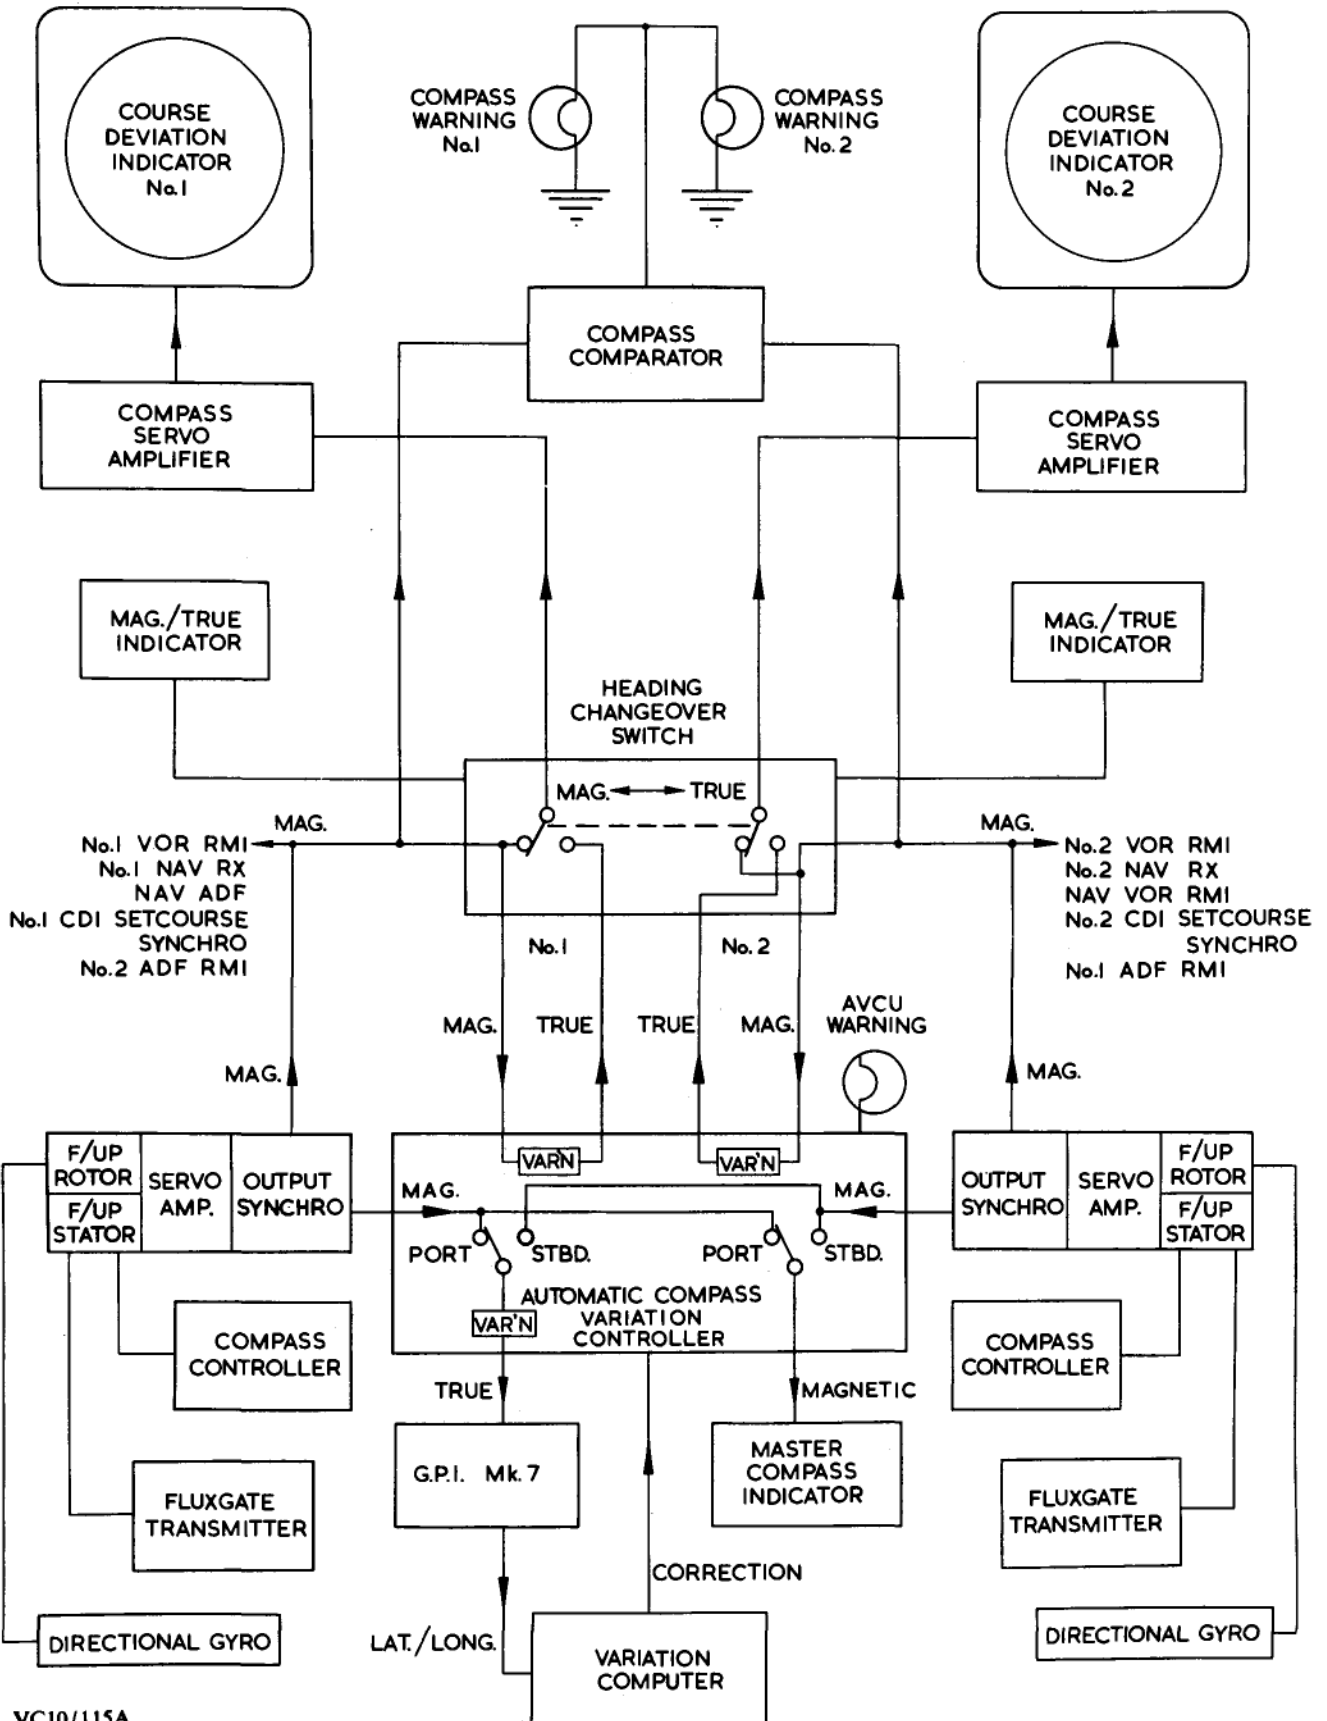 COURSE
DEVIATION
INDICATOR
No.1
COMPASS
WARNING
No.1
COMPASS
WARNING
No.2
COURSE
DEVIATION
INDICATOR
No.2
COMPASS
COMPARATOR
COMPASS
SERVO
AMPLIFIER
COMPASS
SERVO
AMPLIFIER
MAG./TRUE
INDICATOR
MAG./TRUE
INDICATOR
HEADING
CHANGEOVER
SWITCH
MAG. TRUE
MAG.
No.1 VOR RMI
No.1 NAV RX
NAV ADF
No.1 CDI SETCOURSE
SYNCHRO
No.2 ADF RMI
MAG.
No.2 VOR RMI
No.2 NAV RX
NAV VOR RMI
No.2 CDI SETCOURSE
SYNCHRO
No.1 ADF RMI
No.1
No.2
MAG.
TRUE
TRUE
MAG.
AVCU
WARNING
MAG.
MAG.
F/UP
ROTOR
F/UP
STATOR
SERVO
AMP.
OUTPUT
SYNCHRO
VAR'N
VAR'N
MAG.
MAG.
PORT
STBD.
PORT
STBD.
VAR'N
AUTOMATIC COMPASS
VARIATION
CONTROLLER
OUTPUT
SYNCHRO
SERVO
AMP.
F/UP
ROTOR
F/UP
STATOR
COMPASS
CONTROLLER
COMPASS
CONTROLLER
TRUE
MAGNETIC
G.P.I. Mk.7
MASTER
COMPASS
INDICATOR
FLUXGATE
TRANSMITTER
FLUXGATE
TRANSMITTER
CORRECTION
DIRECTIONAL GYRO
LAT./LONG.
VARIATION
COMPUTER
DIRECTIONAL GYRO
VC10/115A